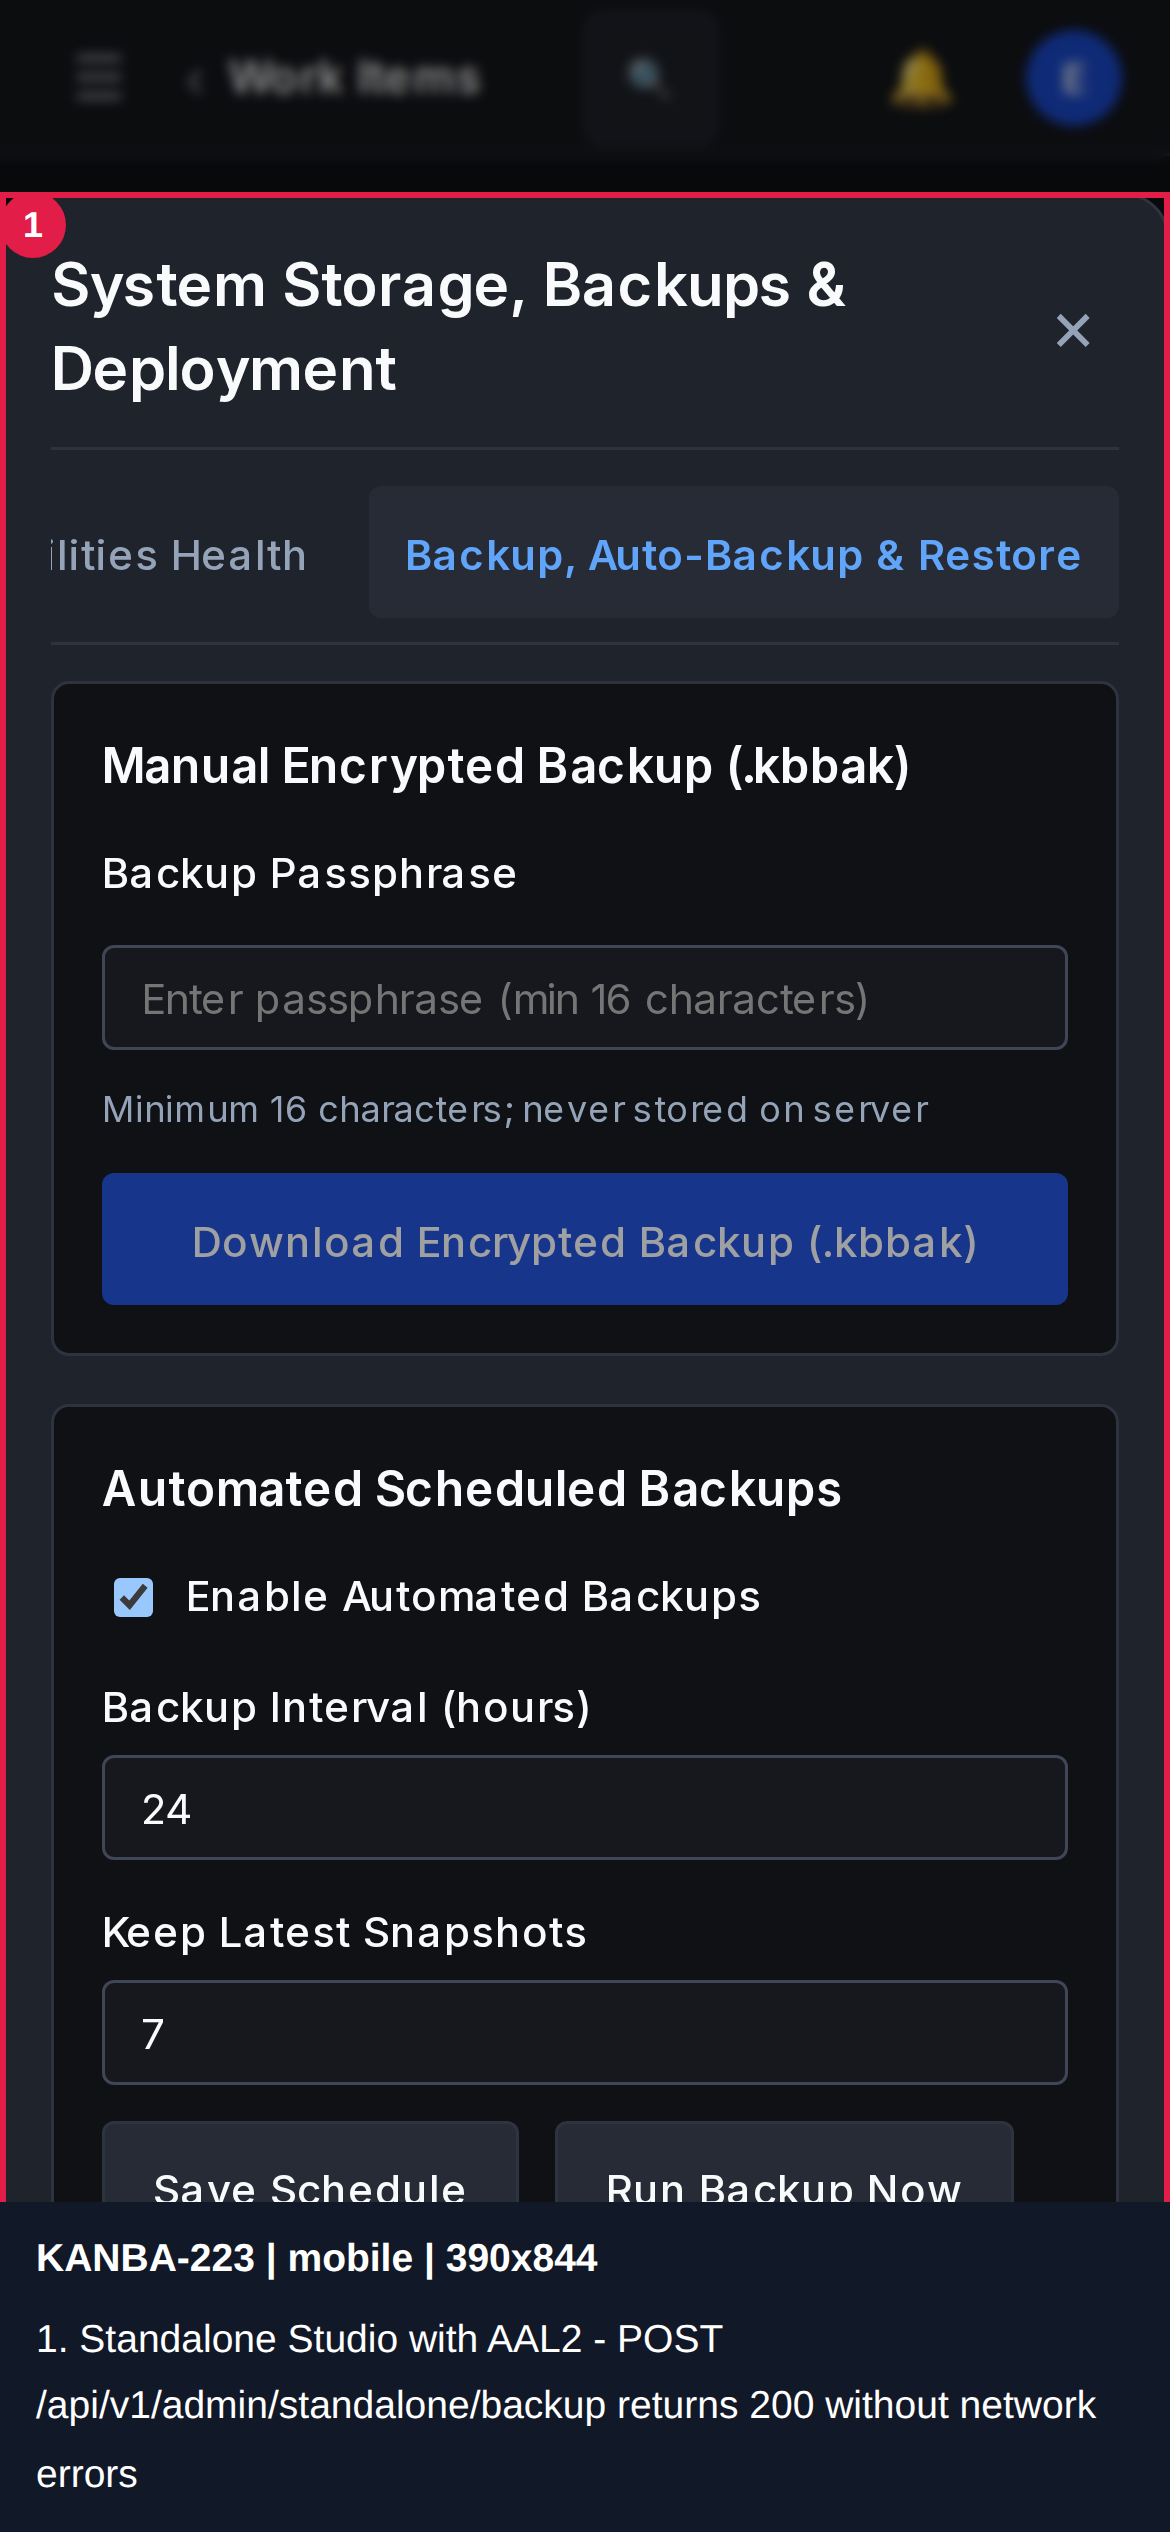 ‹ Work Items
E
1
System Storage, Backups &
Deployment
✕
ilities Health
Backup, Auto-Backup & Restore
Manual Encrypted Backup (.kbbak)
Backup Passphrase
Enter passphrase (min 16 characters)
Minimum 16 characters; never stored on server
Download Encrypted Backup (.kbbak)
Automated Scheduled Backups
Enable Automated Backups
Backup Interval (hours)
24
Keep Latest Snapshots
7
Save Schedule
Run Backup Now
KANBA-223 | mobile | 390x844
1. Standalone Studio with AAL2 - POST
/api/v1/admin/standalone/backup returns 200 without network
errors